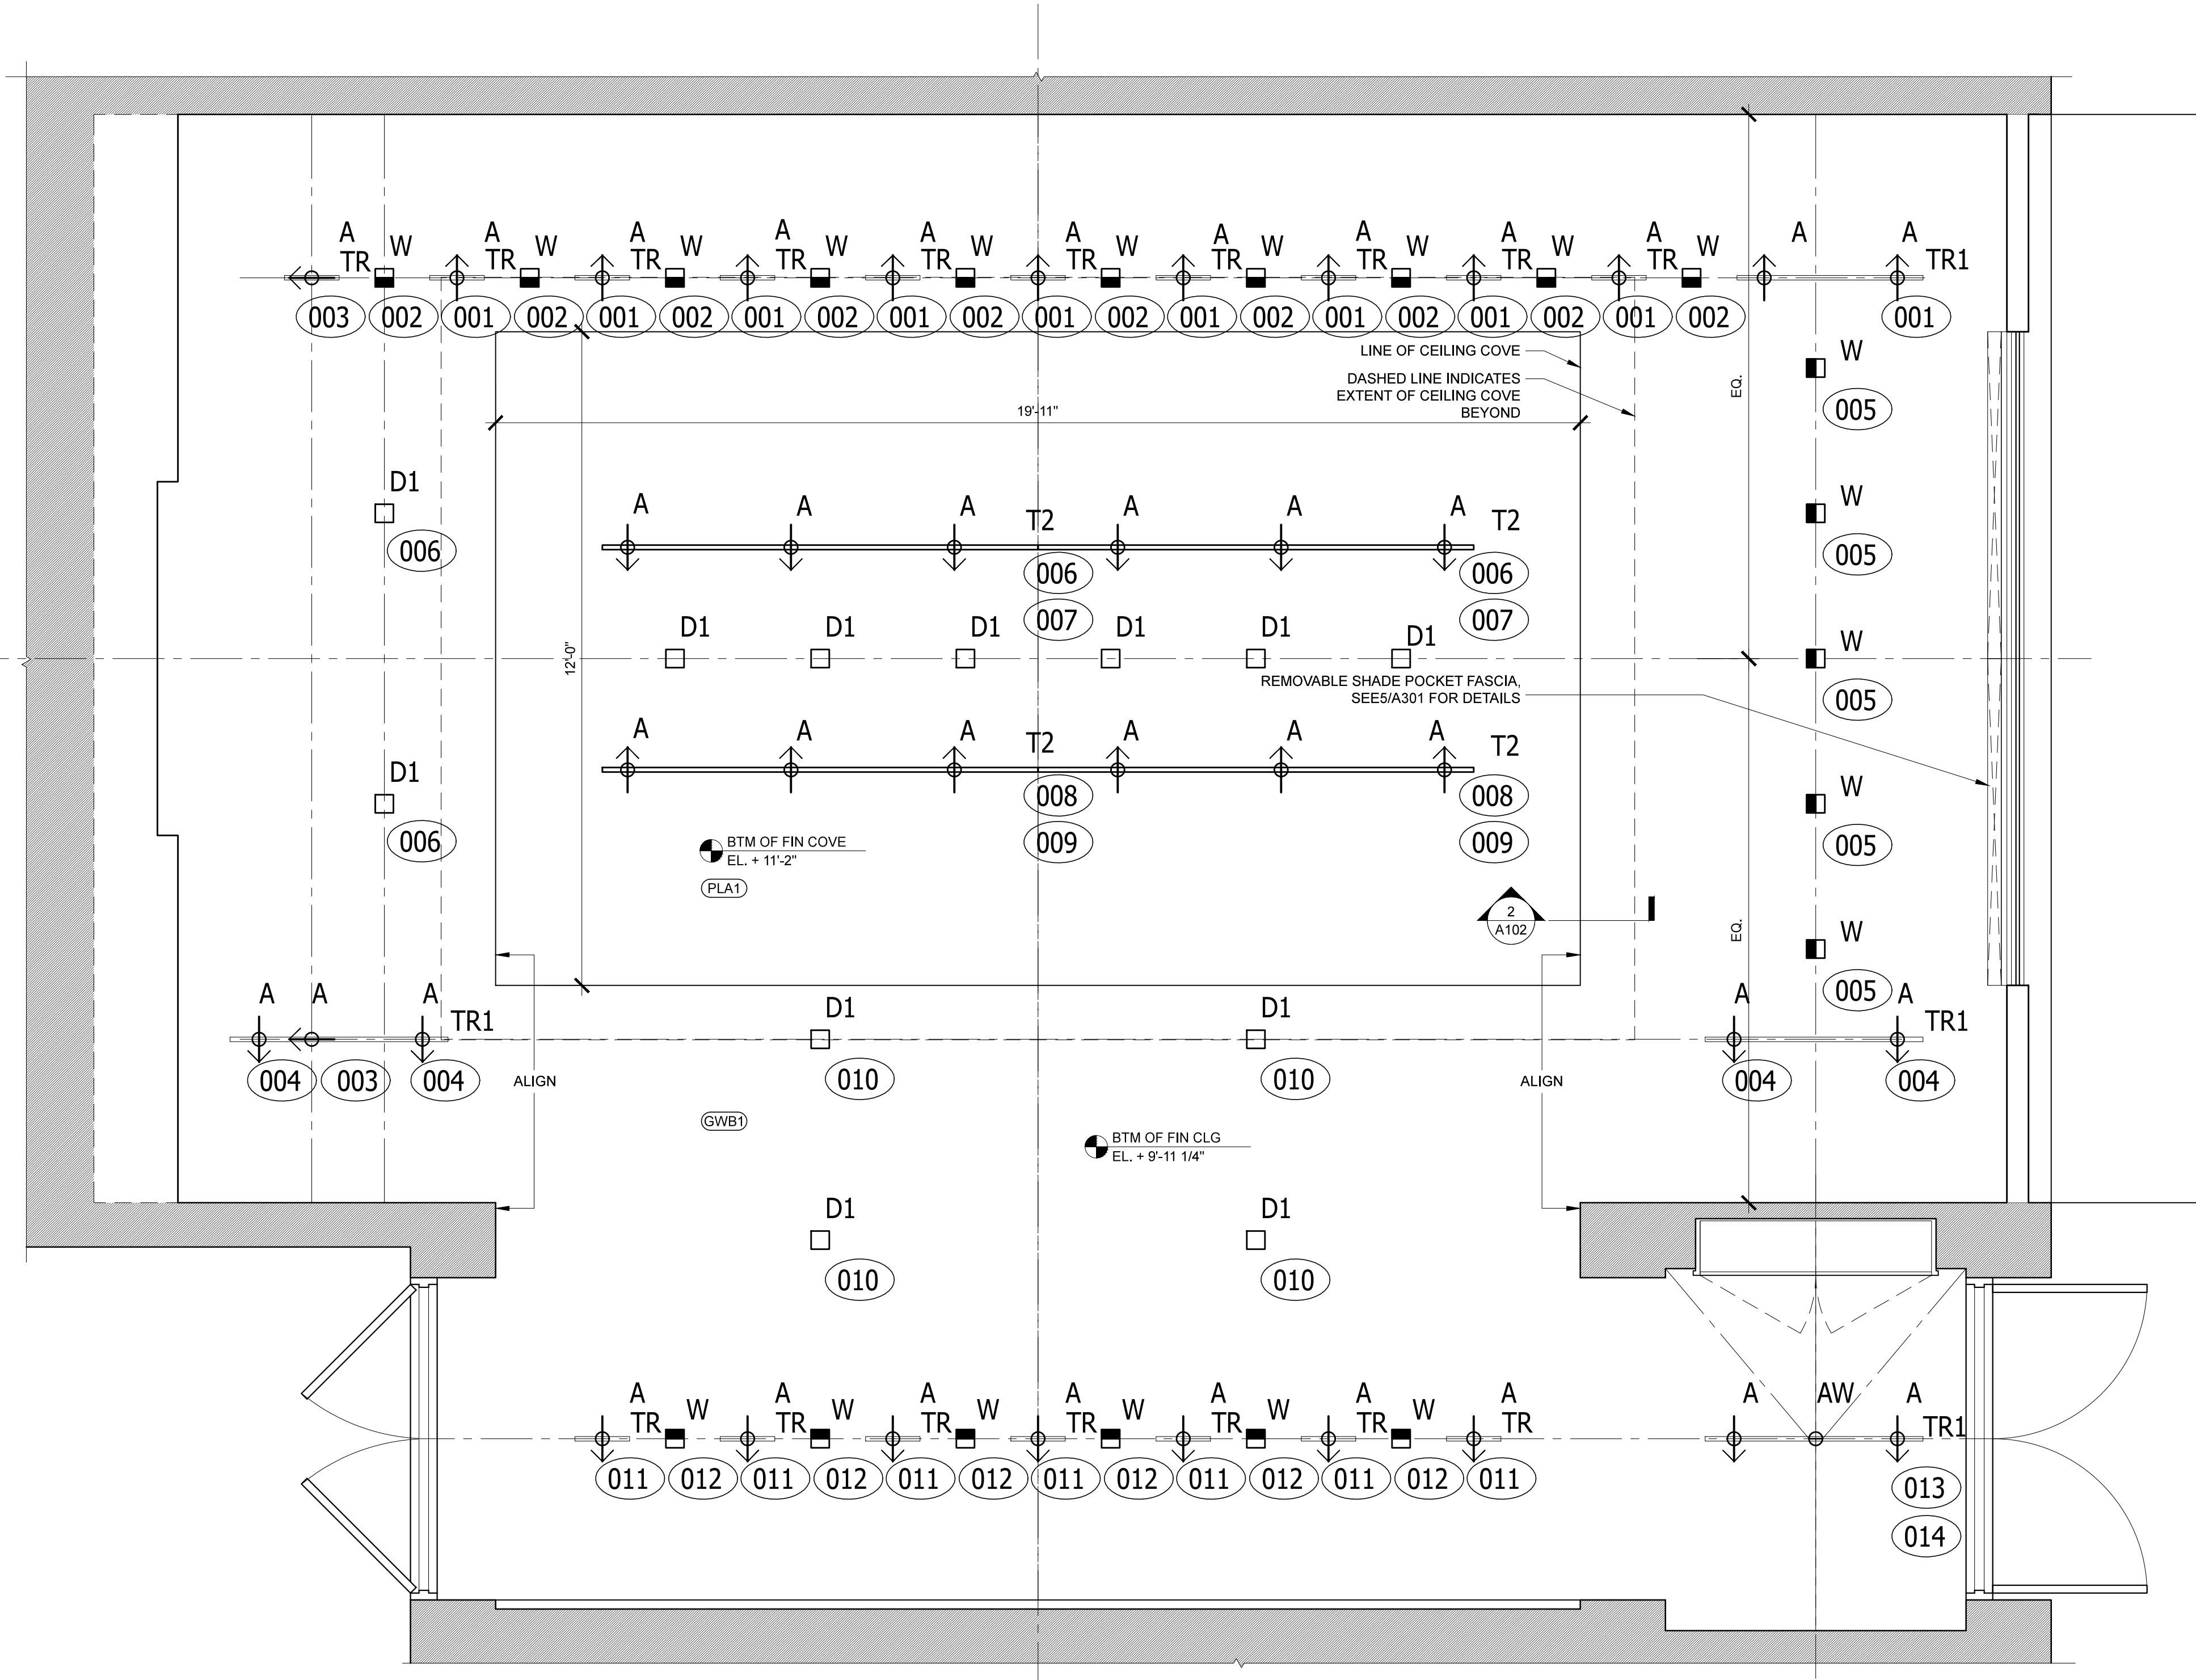 A A A A A A A A A A A A
TR W TR W TR W TR W TR W TR W TR W TR W TR W TR W TR1
003 002 001 002 001 002 001 002 001 002 001 002 001 002 001 002 001 002 001 002 001
LINE OF CEILING COVE
W
DASHED LINE INDICATES
EXTENT OF CEILING COVE
BEYOND
EQ.
005
19'-11"
D1
A A A A A A
W
T2 T2
006
005
006 006
007 007
12'-0"
D1 D1 D1 D1 D1 D1
W
REMOVABLE SHADE POCKET FASCIA,
SEE5/A301 FOR DETAILS
005
A A A A A A
T2 T2
D1
W
008 008
006
009 009
005
BTM OF FIN COVE
EL. + 11'-2"
PLA1
2
A102
EQ.
W
005
A A A
TR1
D1 D1
A A
TR1
004 003 004
010 010
004 004
ALIGN
ALIGN
GWB1
BTM OF FIN CLG
EL. + 9'-11 1/4"
D1 D1
010 010
A A A A A A A A AW A
TR W TR W TR W TR W TR W TR W TR TR1
011 012 011 012 011 012 011 012 011 012 011 012 011
013
014